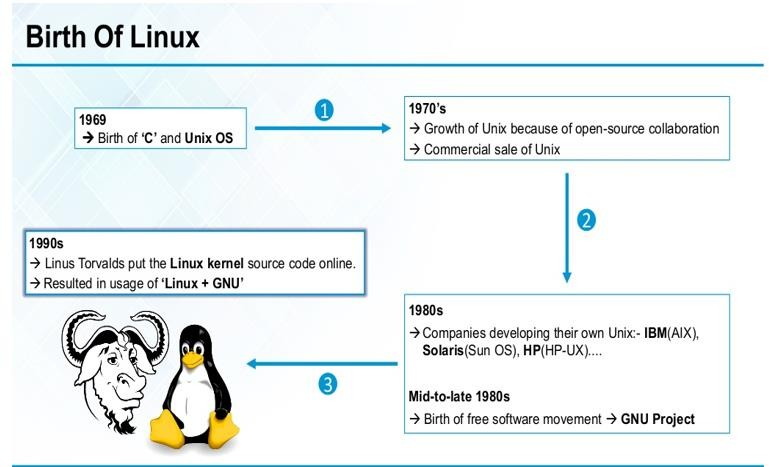 Birth Of Linux
1969
→ Birth of ‘C’ and Unix OS
1
1970’s
→ Growth of Unix because of open-source collaboration
→ Commercial sale of Unix
2
1980s
→ Companies developing their own Unix:- IBM(AIX),
Solaris(Sun OS), HP(HP-UX)....
Mid-to-late 1980s
→ Birth of free software movement → GNU Project
3
1990s
→ Linus Torvalds put the Linux kernel source code online.
→ Resulted in usage of ‘Linux + GNU’